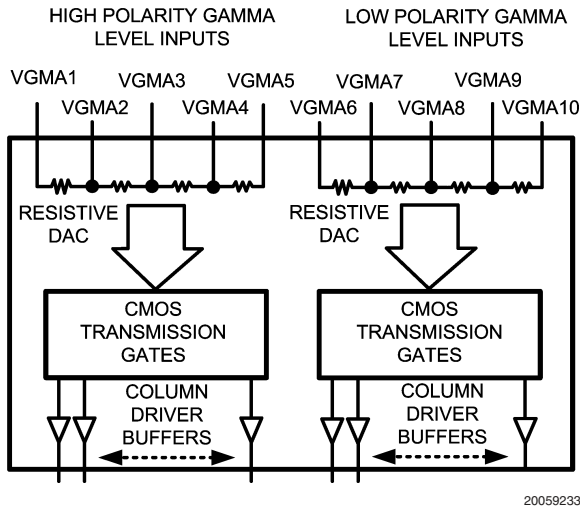 HIGH POLARITY GAMMA
LEVEL INPUTS
LOW POLARITY GAMMA
LEVEL INPUTS
VGMA1
VGMA2
VGMA3
VGMA4
VGMA5
VGMA6
VGMA7
VGMA8
VGMA9
VGMA10
RESISTIVE
DAC
RESISTIVE
DAC
CMOS
TRANSMISSION
GATES
CMOS
TRANSMISSION
GATES
COLUMN
DRIVER
BUFFERS
COLUMN
DRIVER
BUFFERS
20059233